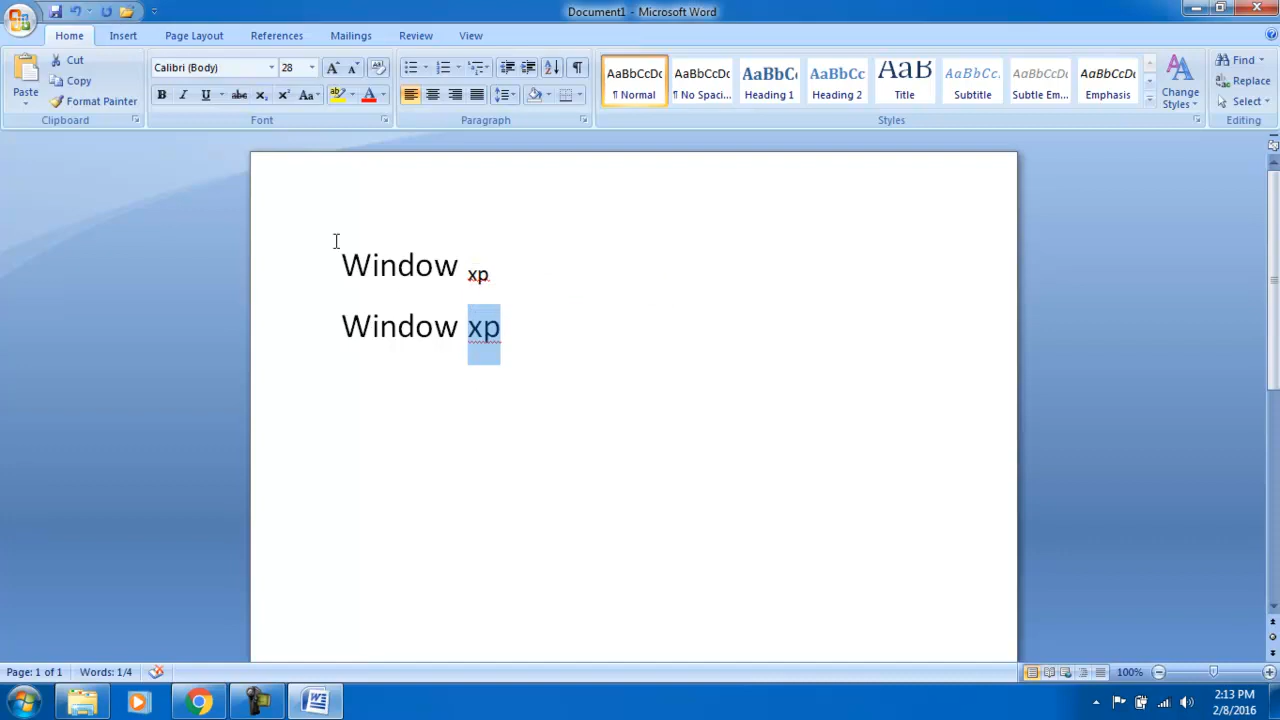 Document1 - Microsoft Word
Home Insert Page Layout References Mailings Review View
Paste
Cut
Copy
Format Painter
Clipboard
Calibri (Body) 28
Font
Paragraph
AaBbCcDc AaBbCcDc AaBbCc AaBbCc AaB AaBbCc. AaBbCcDc AaBbCcDc
¶ Normal ¶ No Spaci... Heading 1 Heading 2 Title Subtitle Subtle Em... Emphasis
Change Styles
Styles
Find
Replace
Select
Editing
Window xp
Window xp
Page: 1 of 1 Words: 1/4 100%
2:13 PM
2/8/2016